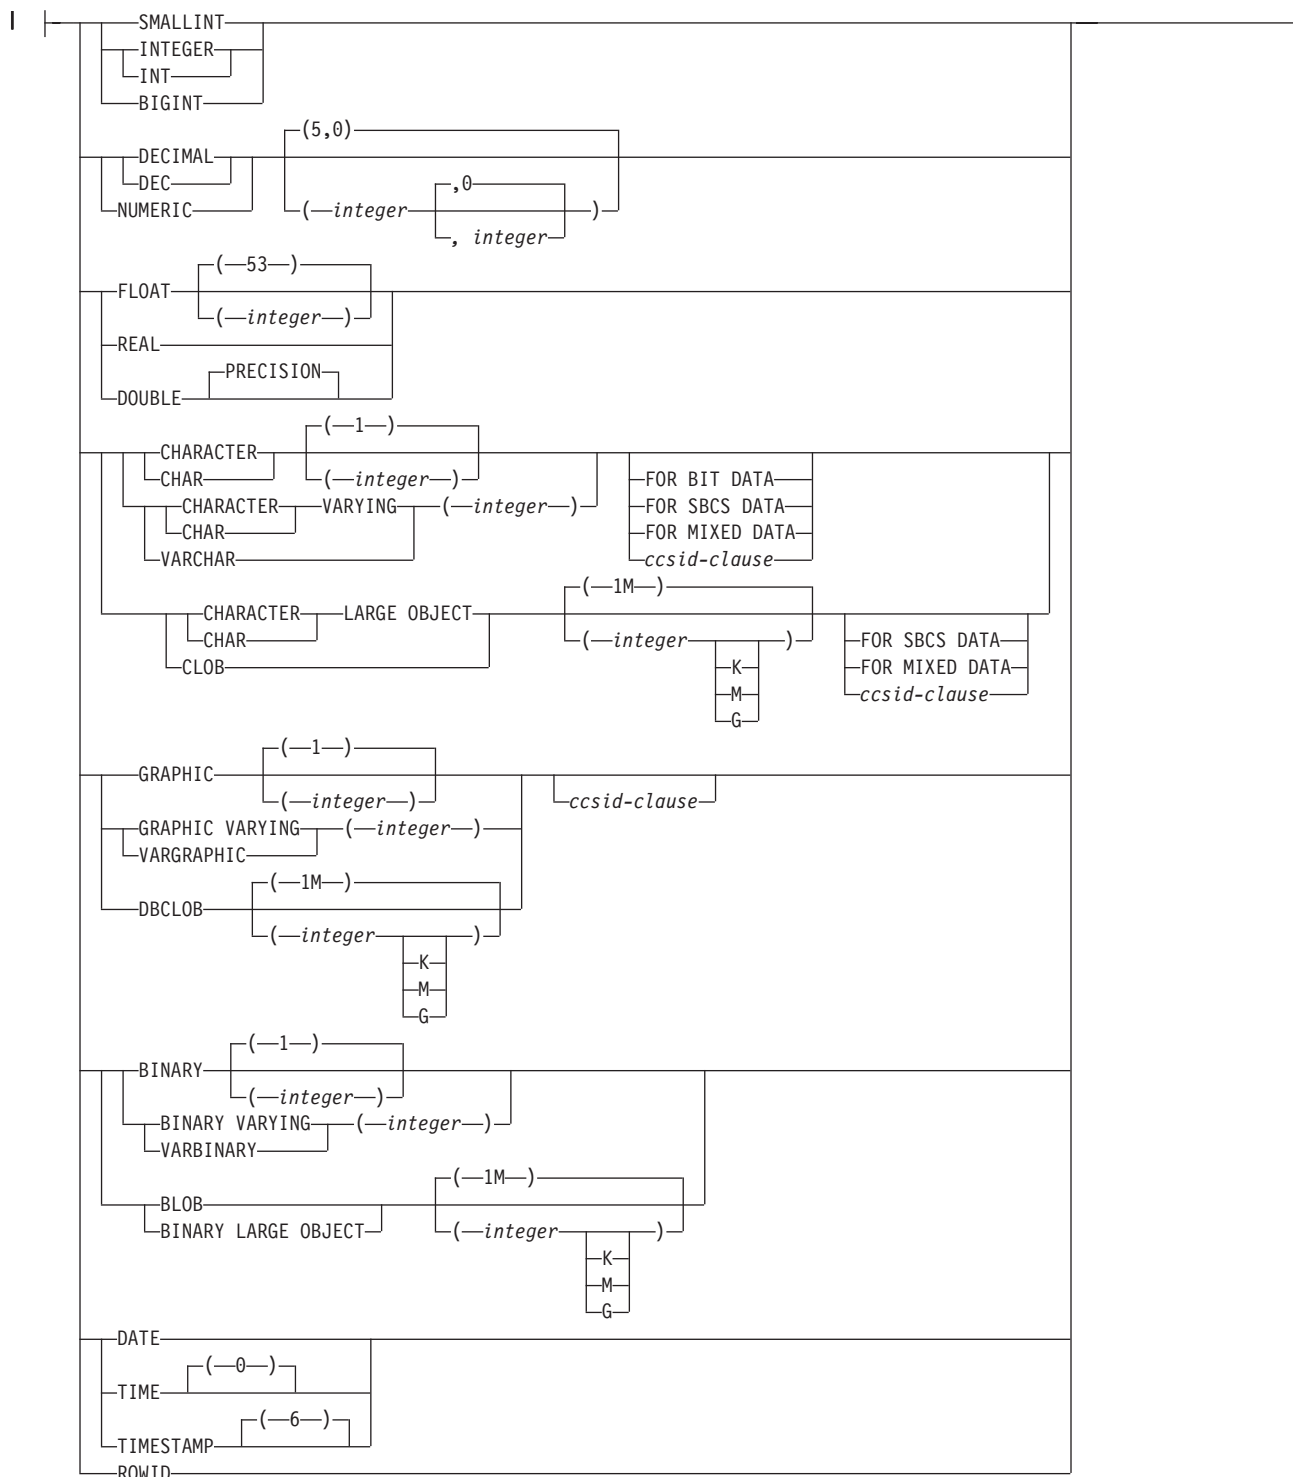 SMALLINT
INTEGER
INT
BIGINT
(5,0)
DECIMAL
DEC
NUMERIC
( integer ,0 )
, integer
( 53 )
FLOAT
( integer )
REAL
PRECISION
DOUBLE
( 1 )
CHARACTER
CHAR ( integer ) FOR BIT DATA
CHARACTER VARYING ( integer ) FOR SBCS DATA
CHAR FOR MIXED DATA
VARCHAR ccsid-clause
( 1M )
CHARACTER LARGE OBJECT
CHAR ( integer ) FOR SBCS DATA
CLOB K FOR MIXED DATA
M ccsid-clause
G
( 1 )
GRAPHIC
( integer ) ccsid-clause
GRAPHIC VARYING ( integer )
VARGRAPHIC
( 1M )
DBCLOB
( integer )
K
M
G
( 1 )
BINARY
( integer )
BINARY VARYING ( integer )
VARBINARY
( 1M )
BLOB
BINARY LARGE OBJECT ( integer )
K
M
G
DATE
( 0 )
TIME
( 6 )
TIMESTAMP
ROWID